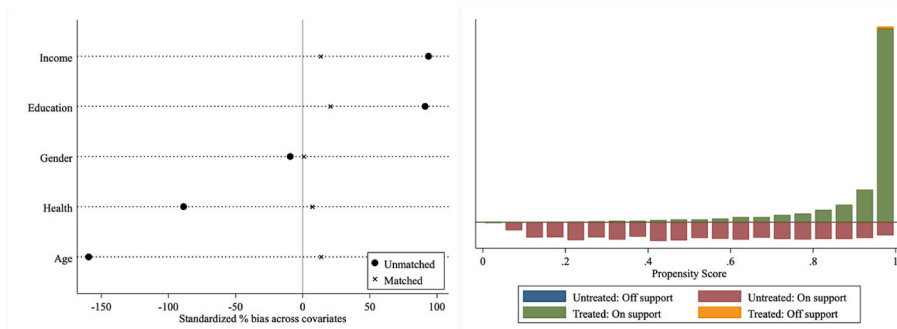 Income
Education
Gender
Health
Age
Unmatched
Matched
-150 -100 -50 0 50 100
Standardized % bias across covariates
0 .2 .4 .6 .8 1
Propensity Score
Untreated: Off support Untreated: On support
Treated: On support Treated: Off support